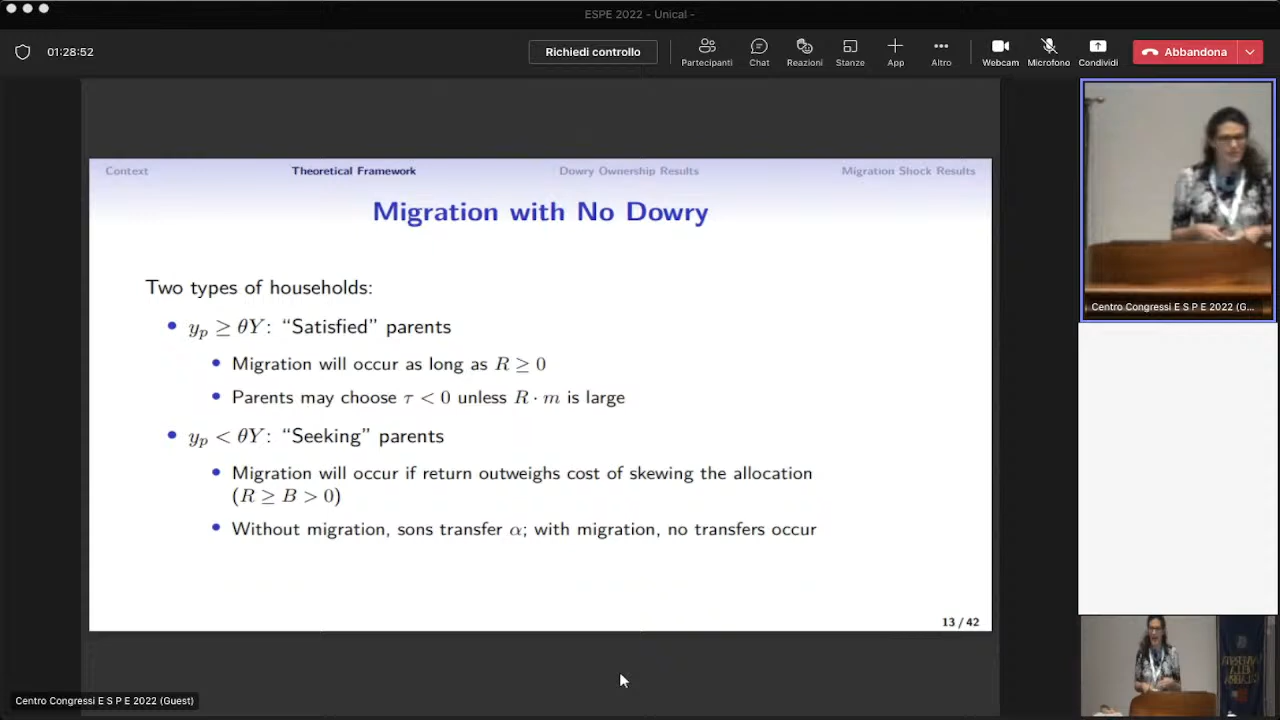 ESPE 2022 - Unical -
01:28:52
Richiedi controllo
Partecipanti
Chat
Reazioni
Stanze
App
Altro
Webcam
Microfono
Condividi
Abbandona
Context
Theoretical Framework
Dowry Ownership Results
Migration Shock Results
Migration with No Dowry
Two types of households:
• yₚ ≥ θY: “Satisfied” parents
• Migration will occur as long as R ≥ 0
• Parents may choose τ < 0 unless R · m is large
• yₚ < θY: “Seeking” parents
• Migration will occur if return outweighs cost of skewing the allocation
(R ≥ B > 0)
• Without migration, sons transfer α; with migration, no transfers occur
13 / 42
Centro Congressi E S P E 2022 (G...
Centro Congressi E S P E 2022 (Guest)